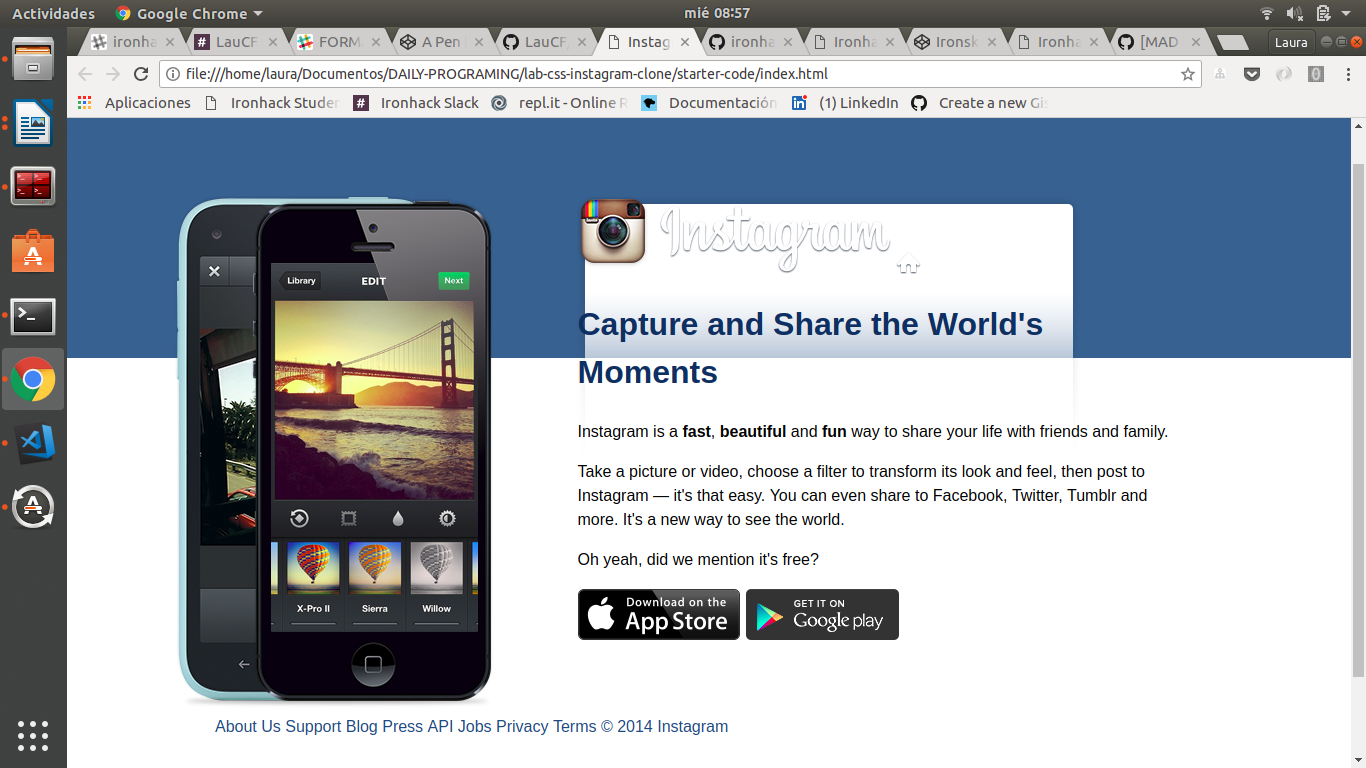 Actividades
Google Chrome
mié 08:57
ironha
LauCF
FORM
A Pen
LauCF
Instag
ironha
Ironha
Ironsk
Ironha
[MAD
Laura
file:///home/laura/Documentos/DAILY-PROGRAMING/lab-css-instagram-clone/starter-code/index.html
Aplicaciones
Ironhack Studen
Ironhack Slack
repl.it - Online R
Documentación
(1) LinkedIn
Create a new Gis
Instagram
Library
EDIT
Next
Capture and Share the World's
Moments
Instagram is a fast, beautiful and fun way to share your life with friends and family.
Take a picture or video, choose a filter to transform its look and feel, then post to
Instagram — it's that easy. You can even share to Facebook, Twitter, Tumblr and
more. It's a new way to see the world.
Oh yeah, did we mention it's free?
X-Pro II
Sierra
Willow
Download on the
App Store
GET IT ON
Google play
About Us Support Blog Press API Jobs Privacy Terms © 2014 Instagram